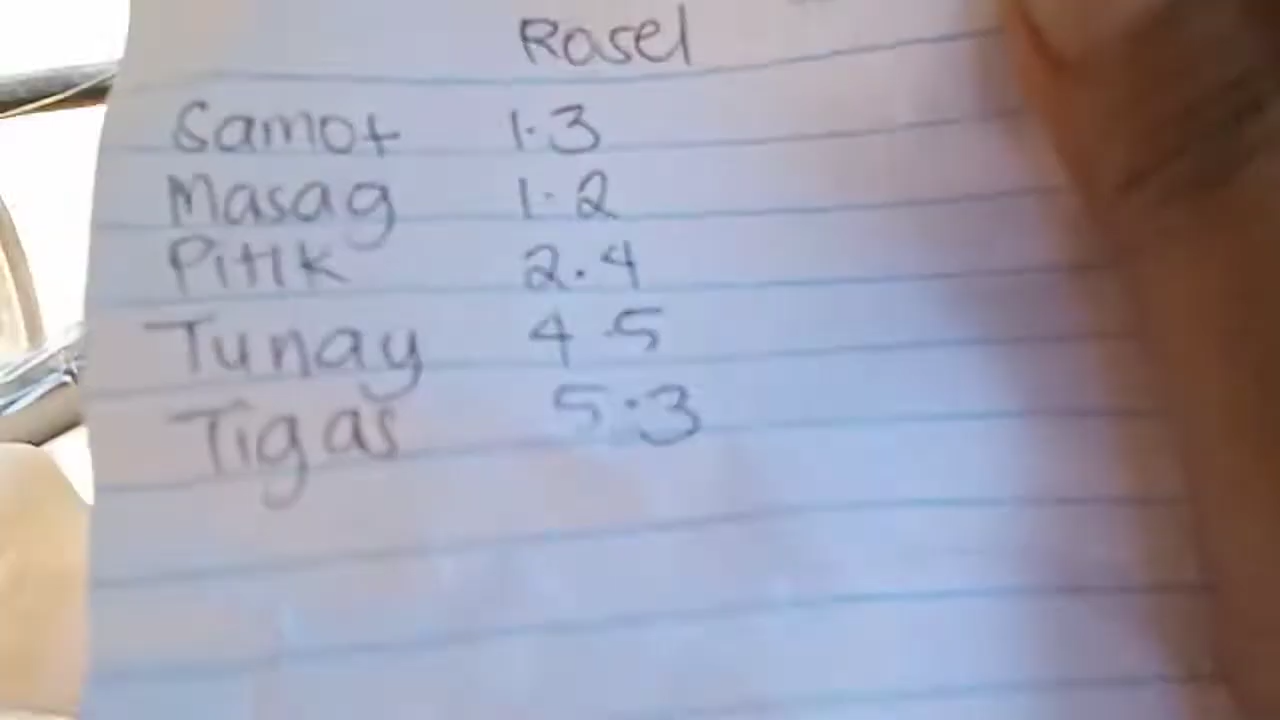 Rasel
Samot 1.3
Masag 1.2
Pitik 2.4
Tunay 4.5
Tigas 5.3